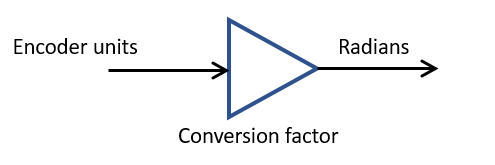 Encoder units
Radians
Conversion factor